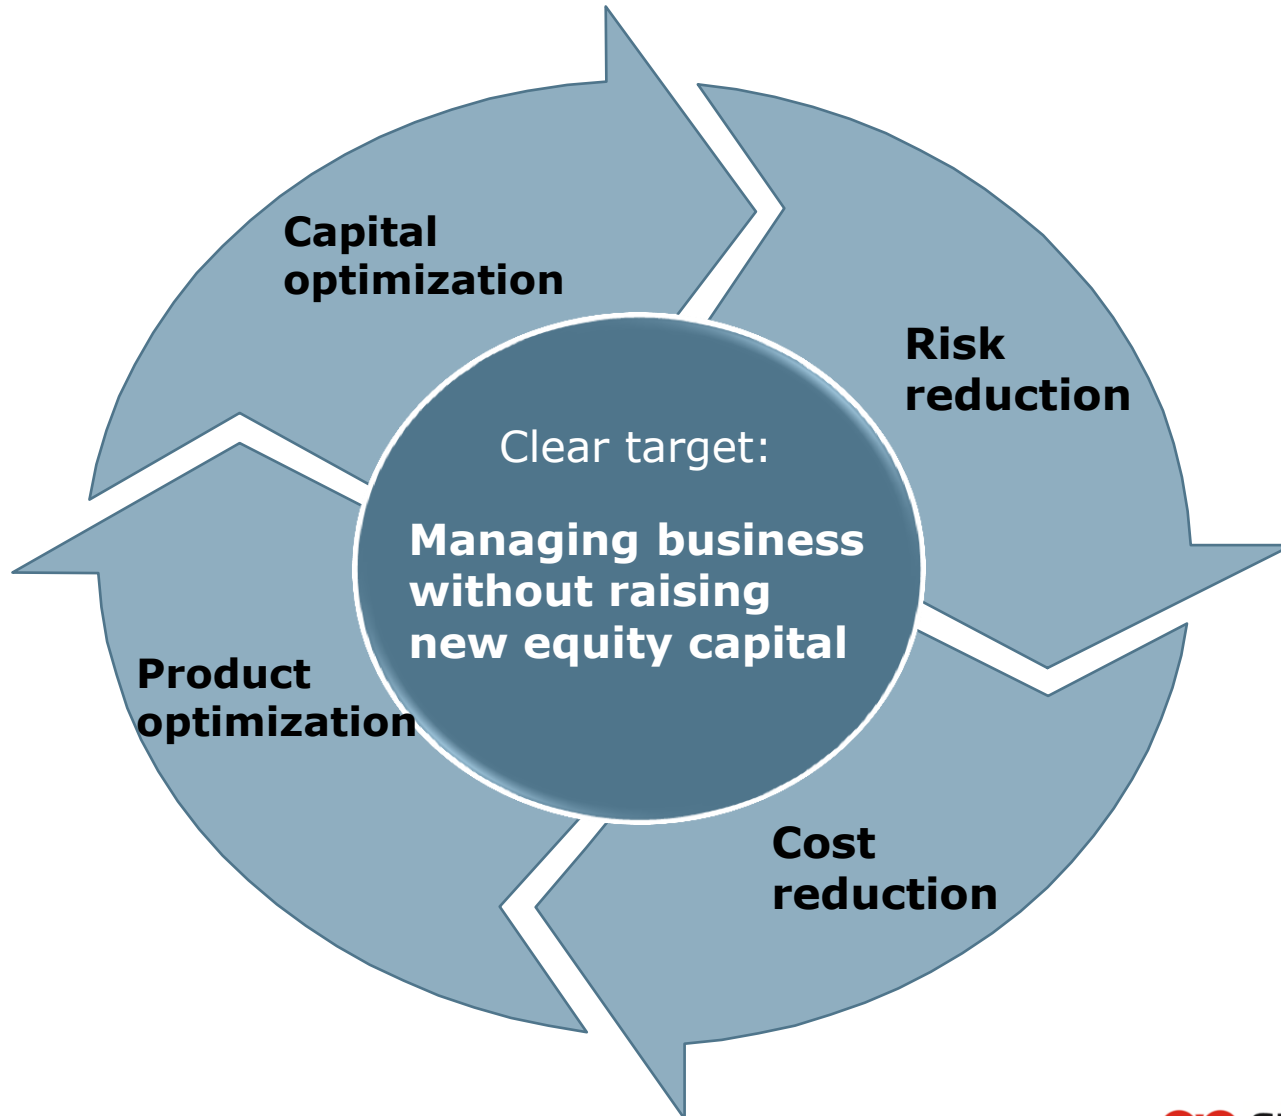 Capital
optimization
Risk
reduction
Clear target:
Managing business
without raising
new equity capital
Product
optimization
Cost
reduction